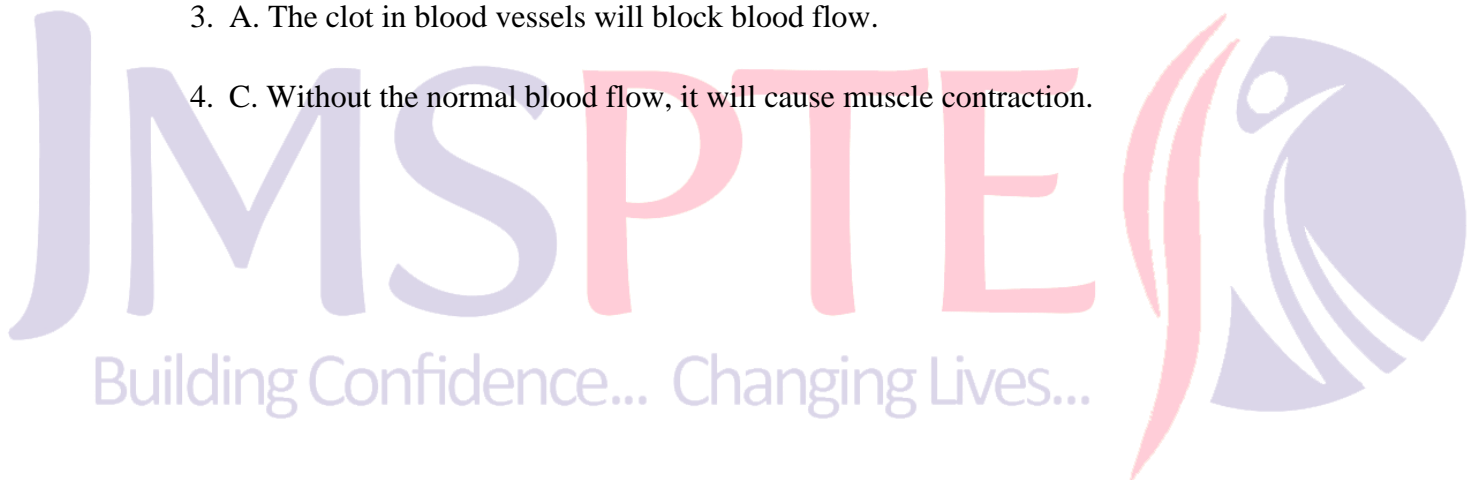 3. A. The clot in blood vessels will block blood flow.
4. C. Without the normal blood flow, it will cause muscle contraction.
JMSPTE
Building Confidence... Changing Lives...